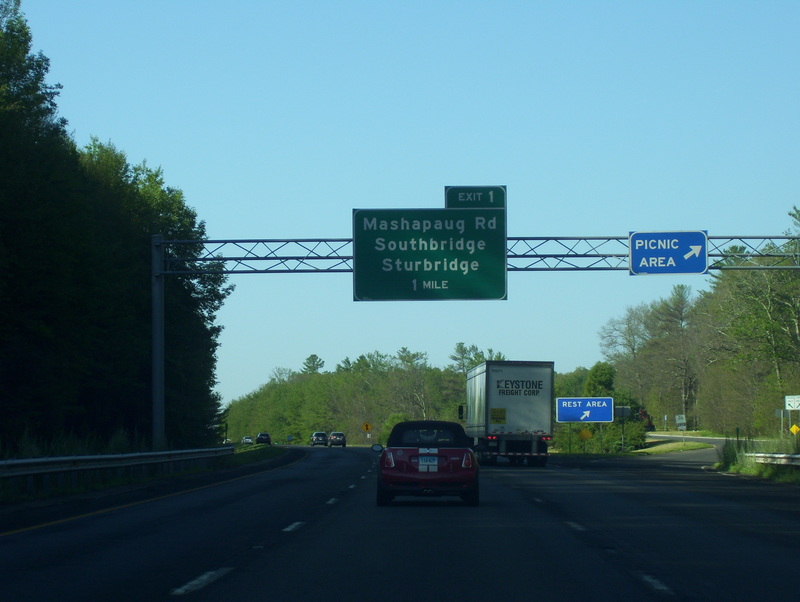 EXIT 1
Mashapaug Rd
Southbridge
Sturbridge
1 MILE
PICNIC
AREA
KEYSTONE
FREIGHT CORP.
REST AREA